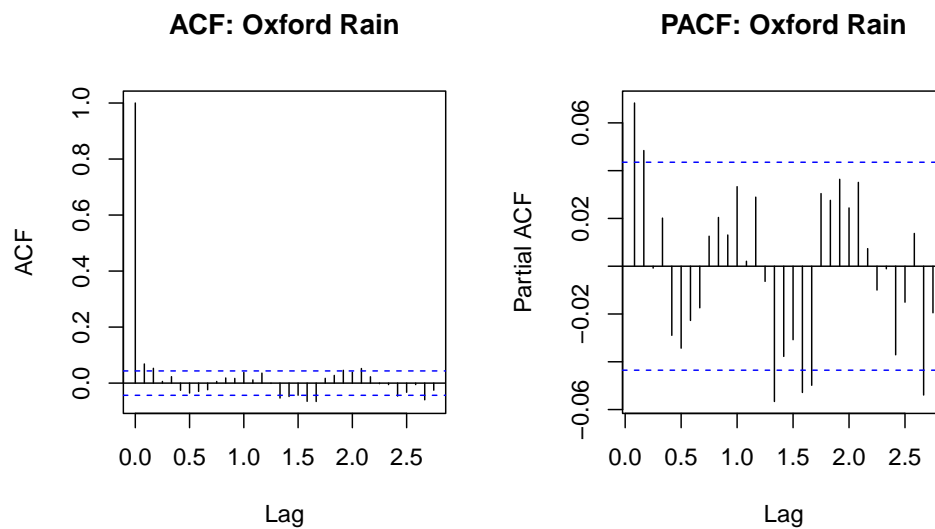 ACF: Oxford Rain
ACF
1.0
0.8
0.6
0.4
0.2
0.0
0.0 0.5 1.0 1.5 2.0 2.5
Lag
PACF: Oxford Rain
Partial ACF
0.06
0.02
−0.02
−0.06
0.0 0.5 1.0 1.5 2.0 2.5
Lag